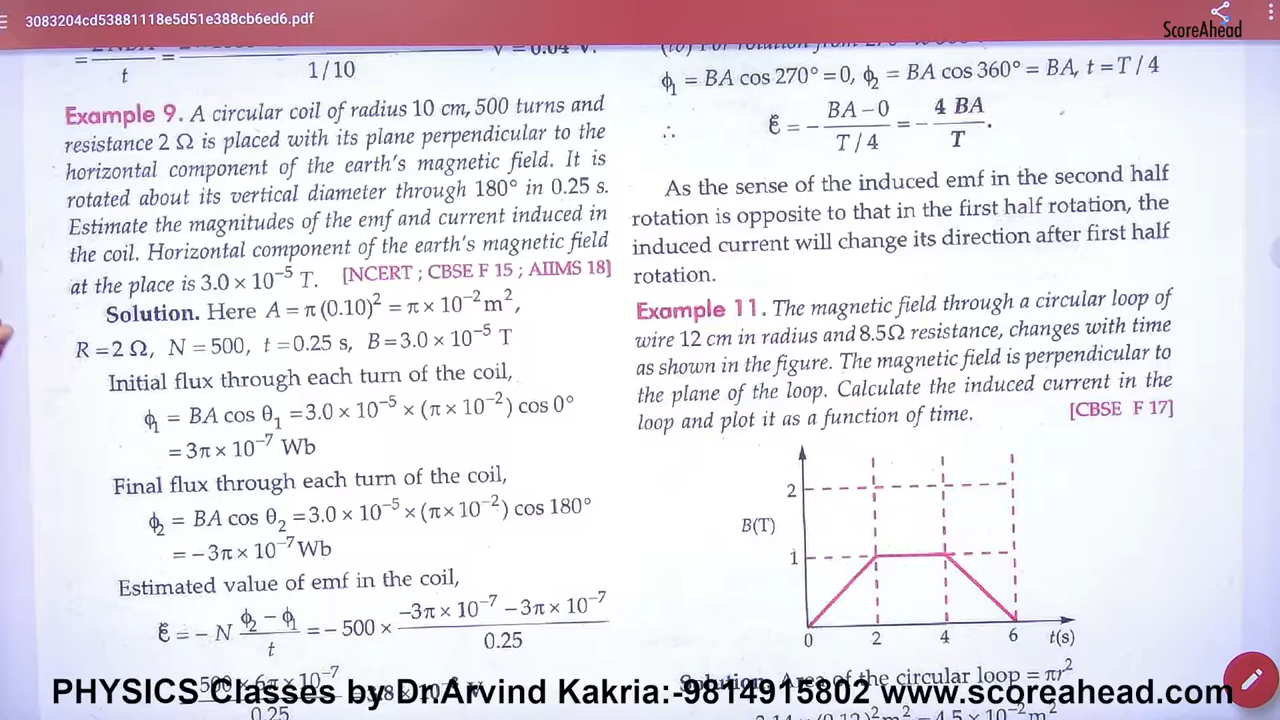 3083204cd53881118e5d51e388cb6ed6.pdf
ScoreAhead
= / t = / 1/10 V = 0.04 V.
Example 9. A circular coil of radius 10 cm, 500 turns and
resistance 2 Ω is placed with its plane perpendicular to the
horizontal component of the earth's magnetic field. It is
rotated about its vertical diameter through 180° in 0.25 s.
Estimate the magnitudes of the emf and current induced in
the coil. Horizontal component of the earth's magnetic field
at the place is 3.0 × 10⁻⁵ T. [NCERT ; CBSE F 15 ; AIIMS 18]
Solution. Here A = π (0.10)² = π × 10⁻² m²,
R = 2 Ω, N = 500, t = 0.25 s, B = 3.0 × 10⁻⁵ T
Initial flux through each turn of the coil,
ϕ₁ = BA cos θ₁ = 3.0 × 10⁻⁵ × (π × 10⁻²) cos 0°
= 3π × 10⁻⁷ Wb
Final flux through each turn of the coil,
ϕ₂ = BA cos θ₂ = 3.0 × 10⁻⁵ × (π × 10⁻²) cos 180°
= – 3π × 10⁻⁷ Wb
Estimated value of emf in the coil,
ℰ = – N (ϕ₂ – ϕ₁) / t = – 500 × (–3π × 10⁻⁷ – 3π × 10⁻⁷) / 0.25
0.25
ϕ₁ = BA cos 270° = 0, ϕ₂ = BA cos 360° = BA, t = T / 4
∴ ℰ = – (BA – 0) / (T / 4) = – 4 BA / T.
As the sense of the induced emf in the second half
rotation is opposite to that in the first half rotation, the
induced current will change its direction after first half
rotation.
Example 11. The magnetic field through a circular loop of
wire 12 cm in radius and 8.5Ω resistance, changes with time
as shown in the figure. The magnetic field is perpendicular to
the plane of the loop. Calculate the induced current in the
loop and plot it as a function of time. [CBSE F 17]
2
B(T)
1
0 2 4 6 t(s)
Solution. Area of the circular loop = πr²
PHYSICS Classes by Dr.Arvind Kakria:-9814915802 www.scoreahead.com